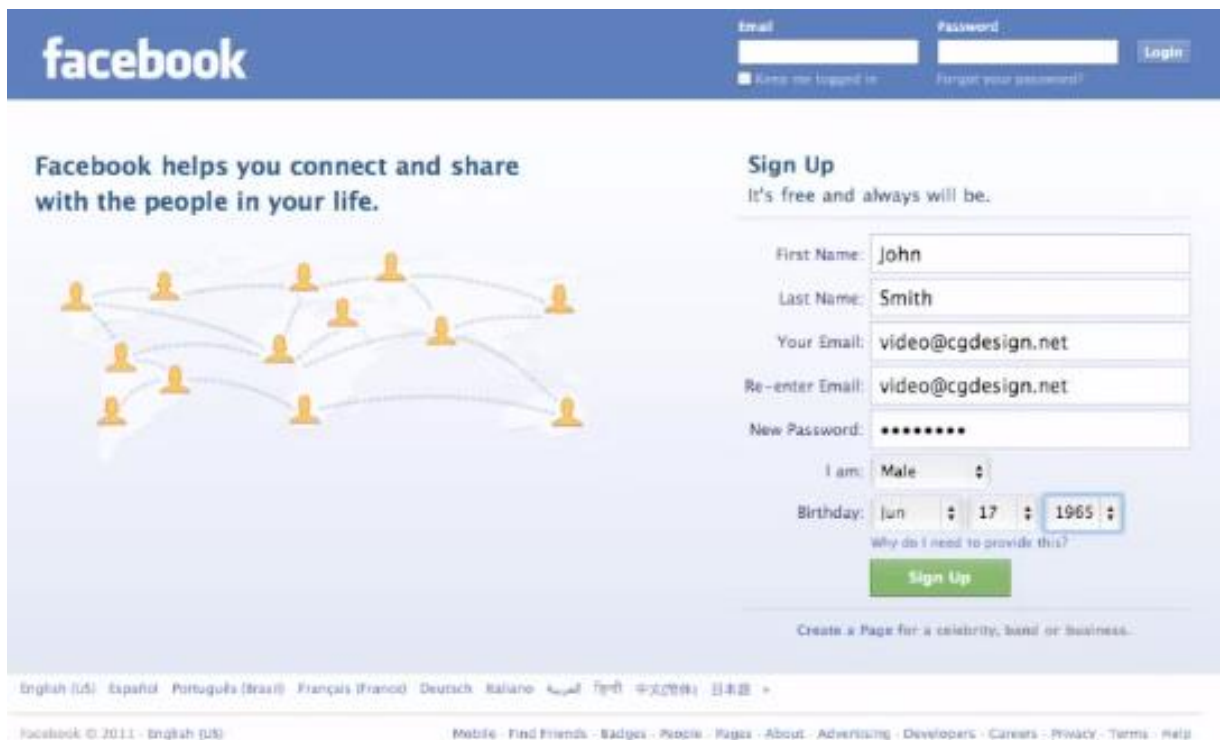 facebook
Email
Password
Login
Keep me logged in
Forgot your password?
Facebook helps you connect and share
with the people in your life.
Sign Up
It's free and always will be.
First Name: John
Last Name: Smith
Your Email: video@cgdesign.net
Re-enter Email: video@cgdesign.net
New Password: ••••••••
I am: Male
Birthday: Jun 17 1965
Why do I need to provide this?
Sign Up
Create a Page for a celebrity, band or business.
English (US) Español Português (Brasil) Français (France) Deutsch Italiano العربية हिन्दी 中文(简体) 日本語 »
Facebook © 2011 · English (US)
Mobile · Find Friends · Badges · People · Pages · About · Advertising · Developers · Careers · Privacy · Terms · Help